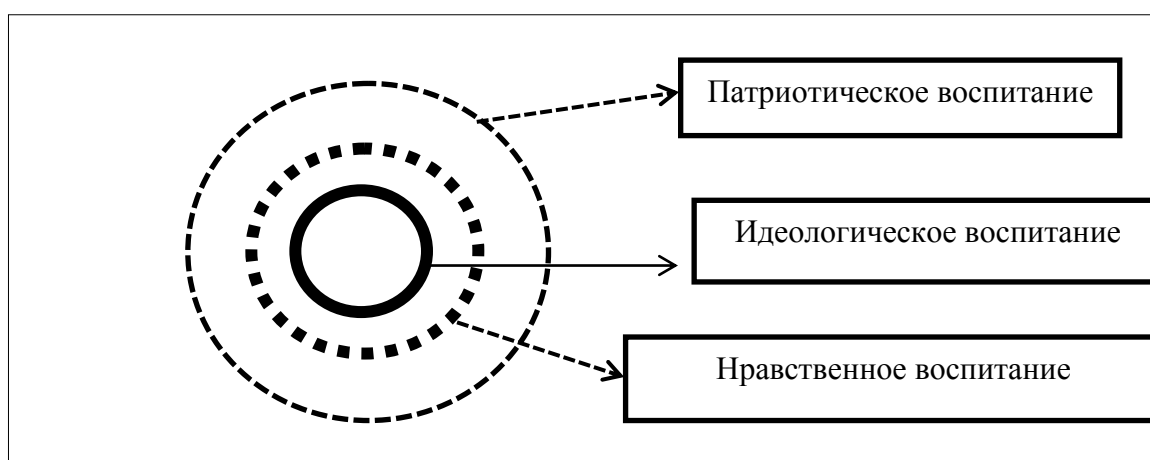 Патриотическое воспитание
Идеологическое воспитание
Нравственное воспитание